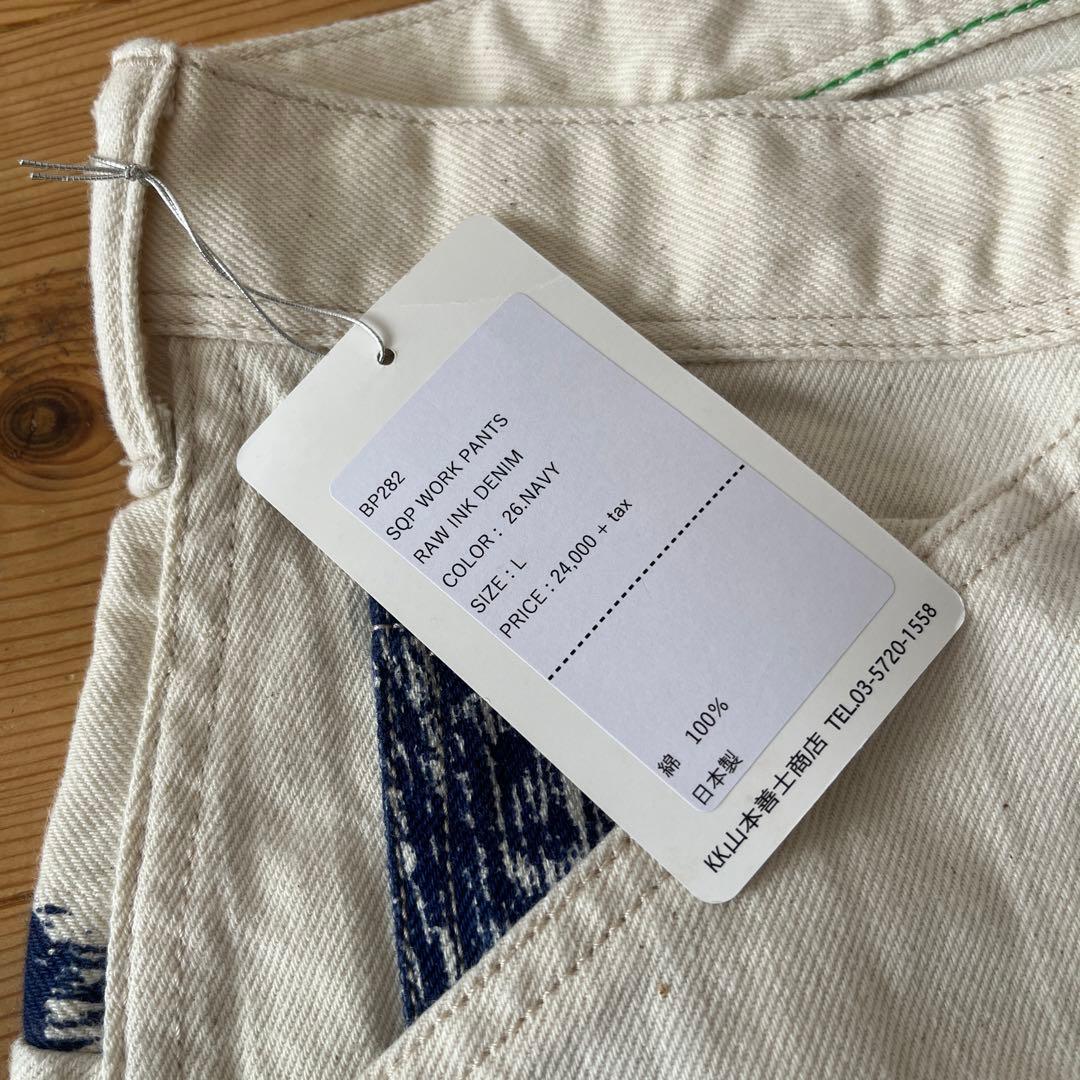 BP282
SQP WORK PANTS
RAW INK DENIM
COLOR : 26.NAVY
SIZE : L
PRICE : 24,000 + tax
綿 100%
日本製
KK山本善士商店 TEL.03-5720-1558